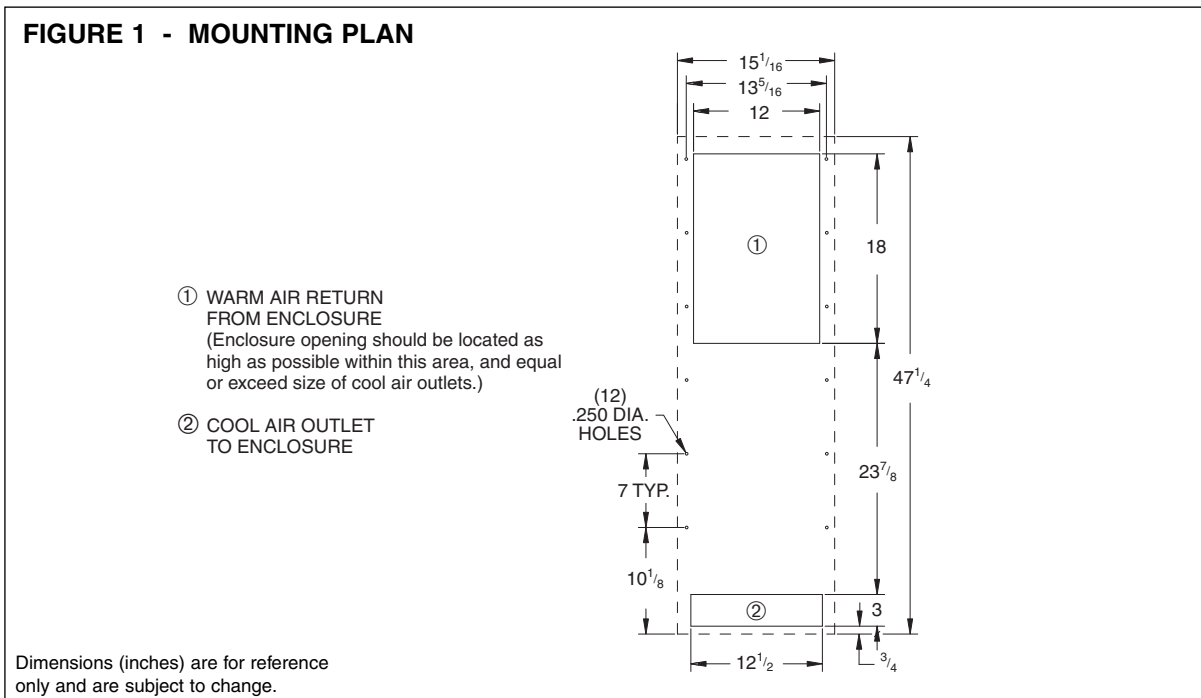 FIGURE 1 - MOUNTING PLAN
15 1/16
13 5/16
12
①
18
① WARM AIR RETURN
FROM ENCLOSURE
(Enclosure opening should be located as
high as possible within this area, and equal
or exceed size of cool air outlets.)
47 1/4
(12)
.250 DIA.
HOLES
② COOL AIR OUTLET
TO ENCLOSURE
23 7/8
7 TYP.
10 1/8
②
3
12 1/2
3/4
Dimensions (inches) are for reference
only and are subject to change.